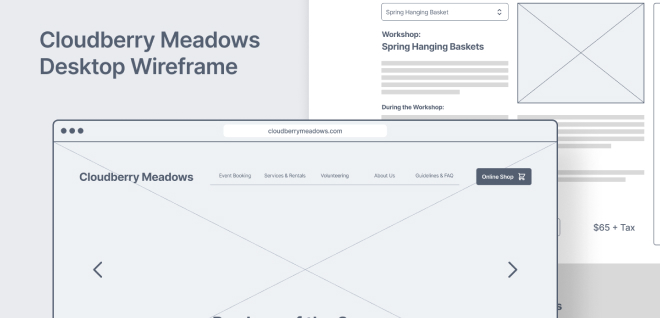 Cloudberry Meadows
Desktop Wireframe
Spring Hanging Basket
Workshop:
Spring Hanging Baskets
During the Workshop:
$65 + Tax
cloudberrymeadows.com
Cloudberry Meadows
Event Booking
Services & Rentals
Volunteering
About Us
Guidelines & FAQ
Online Shop